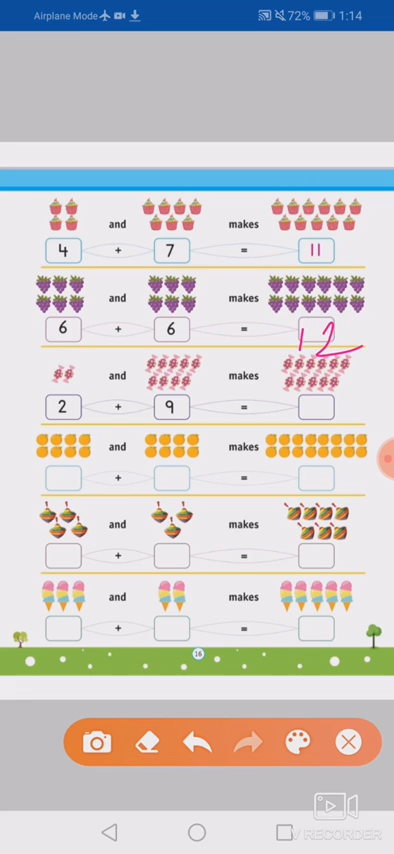 Airplane Mode 72% 1:14
and makes
4 + 7 = 11
and makes
6 + 6 = 12
and makes
2 + 9 =
and makes
+ =
and makes
+ =
and makes
+ =
16
V RECORDER